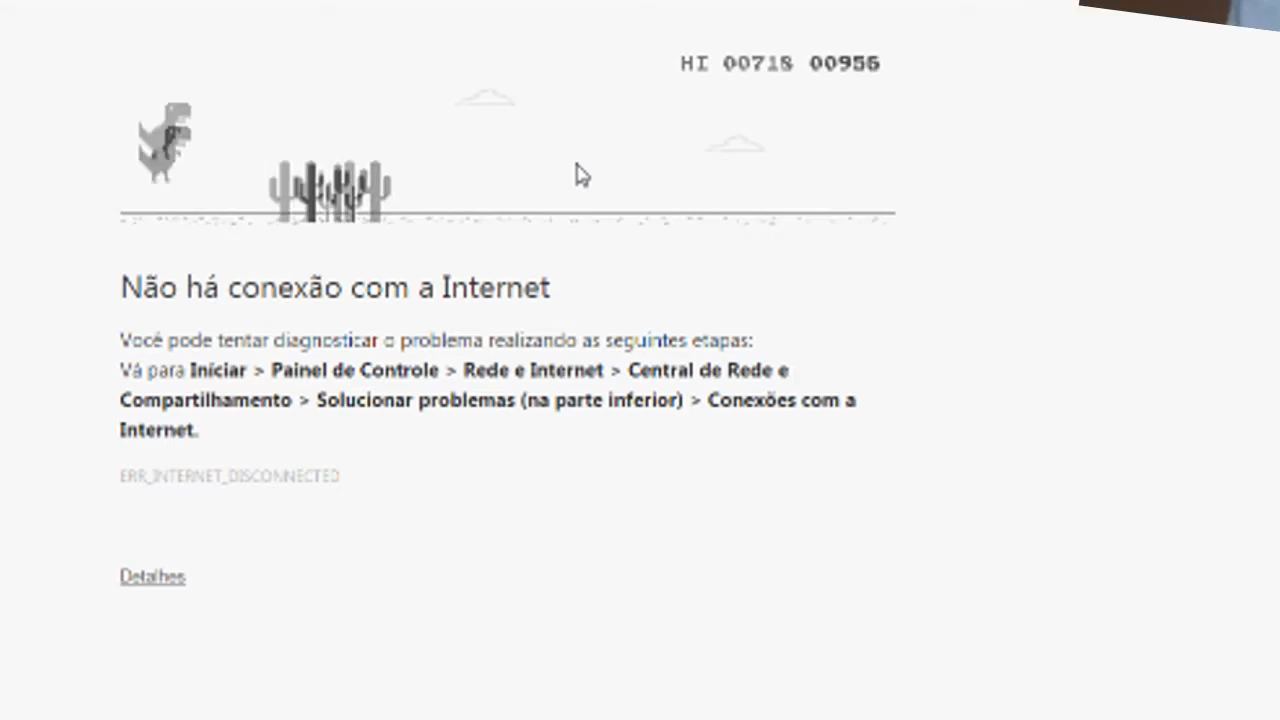 HI 00718 00956
Não há conexão com a Internet
Você pode tentar diagnosticar o problema realizando as seguintes etapas:
Vá para Iniciar > Painel de Controle > Rede e Internet > Central de Rede e
Compartilhamento > Solucionar problemas (na parte inferior) > Conexões com a
Internet.
ERR_INTERNET_DISCONNECTED
Detalhes